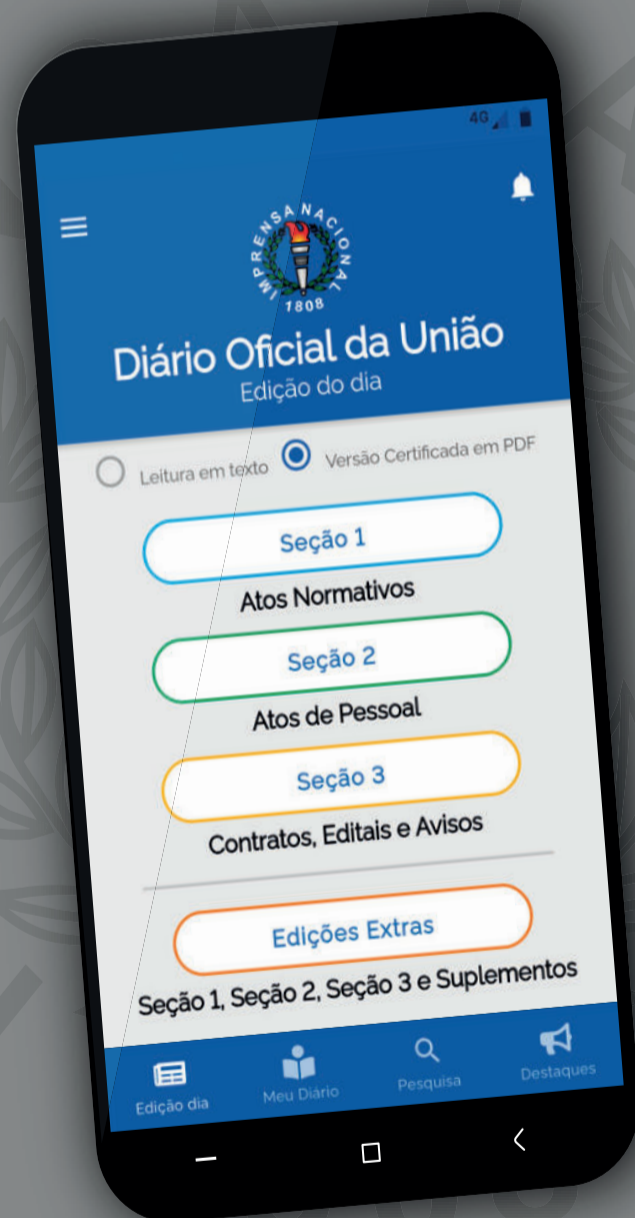 4G
IMPRENSA NACIONAL
1808
Diário Oficial da União
Edição do dia
Leitura em texto Versão Certificada em PDF
Seção 1
Atos Normativos
Seção 2
Atos de Pessoal
Seção 3
Contratos, Editais e Avisos
Edições Extras
Seção 1, Seção 2, Seção 3 e Suplementos
Edição dia Meu Diário Pesquisa Destaques